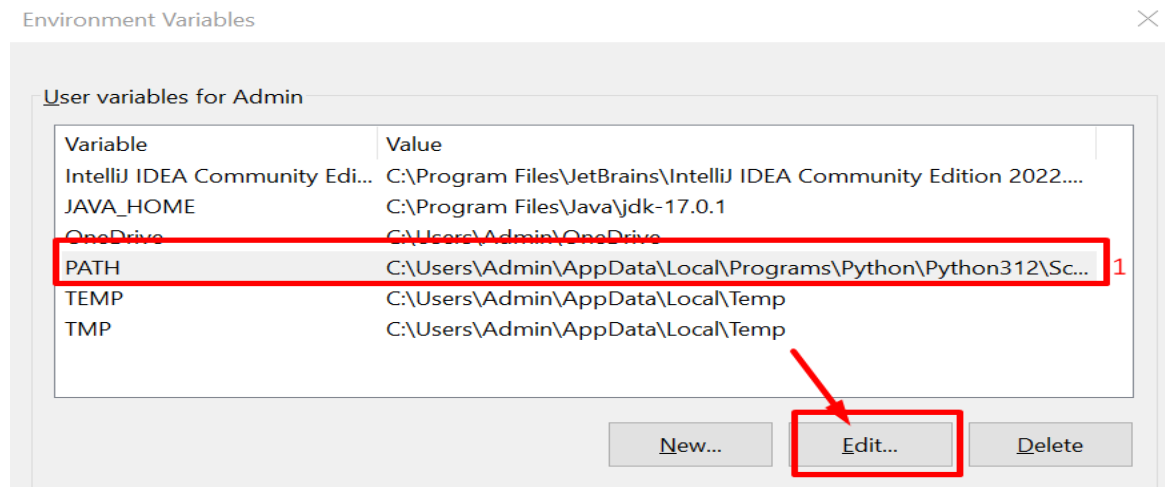 Environment Variables
User variables for Admin
Variable Value
IntelliJ IDEA Community Edi... C:\Program Files\JetBrains\IntelliJ IDEA Community Edition 2022....
JAVA_HOME C:\Program Files\Java\jdk-17.0.1
OneDrive C:\Users\Admin\OneDrive
PATH C:\Users\Admin\AppData\Local\Programs\Python\Python312\Sc... 1
TEMP C:\Users\Admin\AppData\Local\Temp
TMP C:\Users\Admin\AppData\Local\Temp
New... Edit... Delete